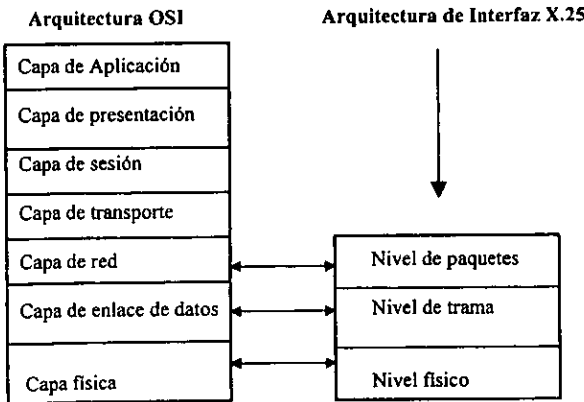 Arquitectura OSI
Arquitectura de Interfaz X.25
Capa de Aplicación
Capa de presentación
Capa de sesión
Capa de transporte
Capa de red
Nivel de paquetes
Capa de enlace de datos
Nivel de trama
Capa física
Nivel físico